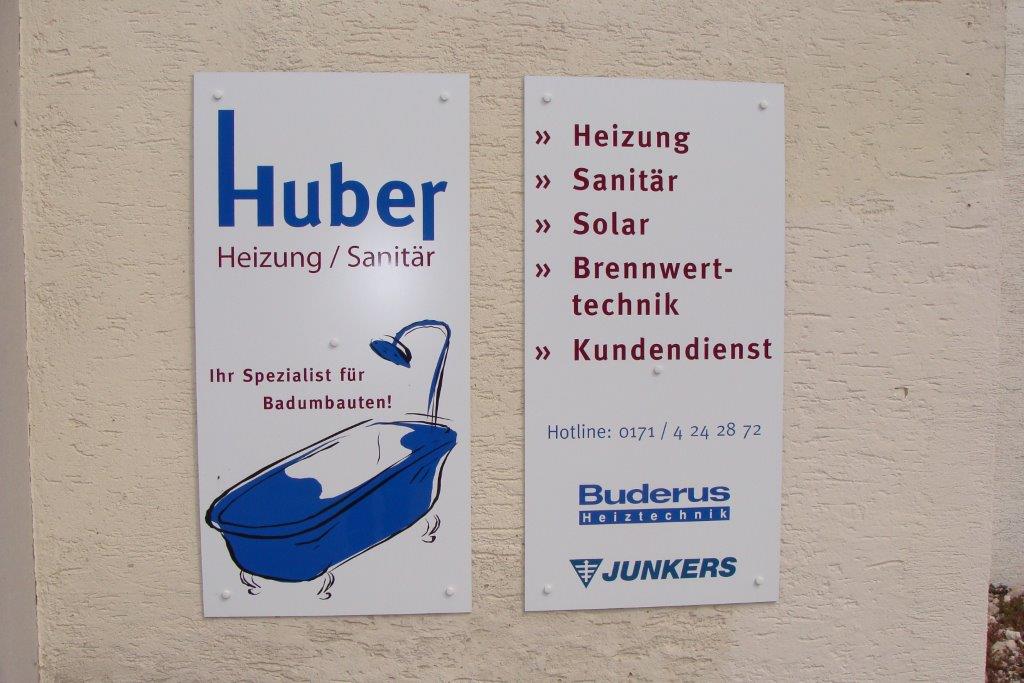 Huber
Heizung / Sanitär
Ihr Spezialist für
Badumbauten!
» Heizung
» Sanitär
» Solar
» Brennwert-
technik
» Kundendienst
Hotline: 0171 / 4 24 28 72
Buderus
Heiztechnik
JUNKERS